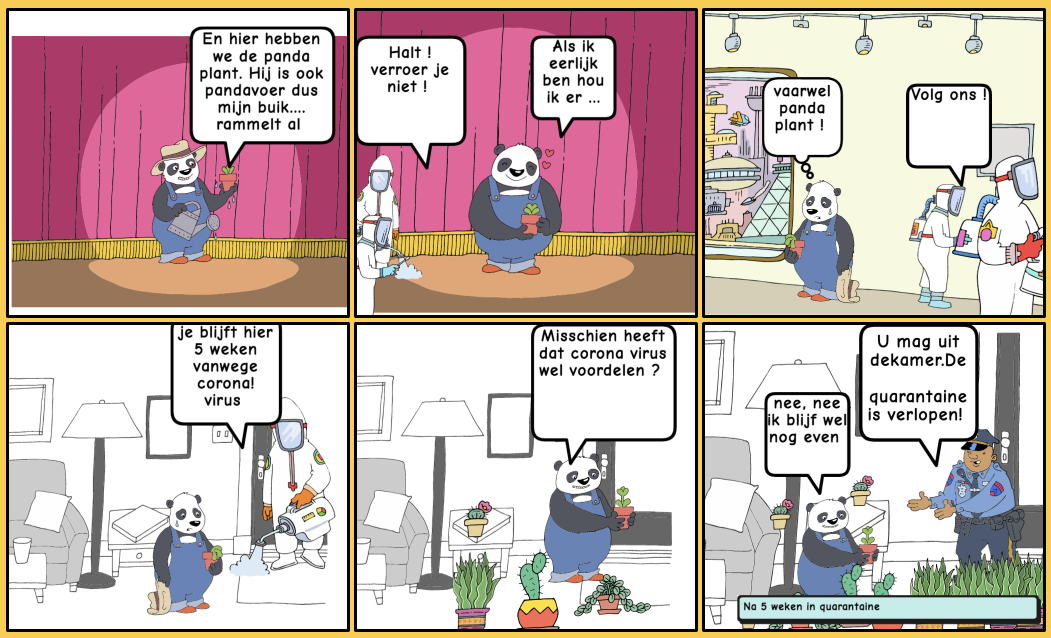 En hier hebben
we de panda
plant. Hij is ook
pandavoer dus
mijn buik....
rammelt al
Halt !
verroer je
niet !
Als ik
eerlijk
ben hou
ik er ...
vaarwel
panda
plant !
Volg ons !
je blijft hier
5 weken
vanwege
corona!
virus
Misschien heeft
dat corona virus
wel voordelen ?
nee, nee
ik blijf wel
nog even
U mag uit
dekamer.De
quarantaine
is verlopen!
Na 5 weken in quarantaine